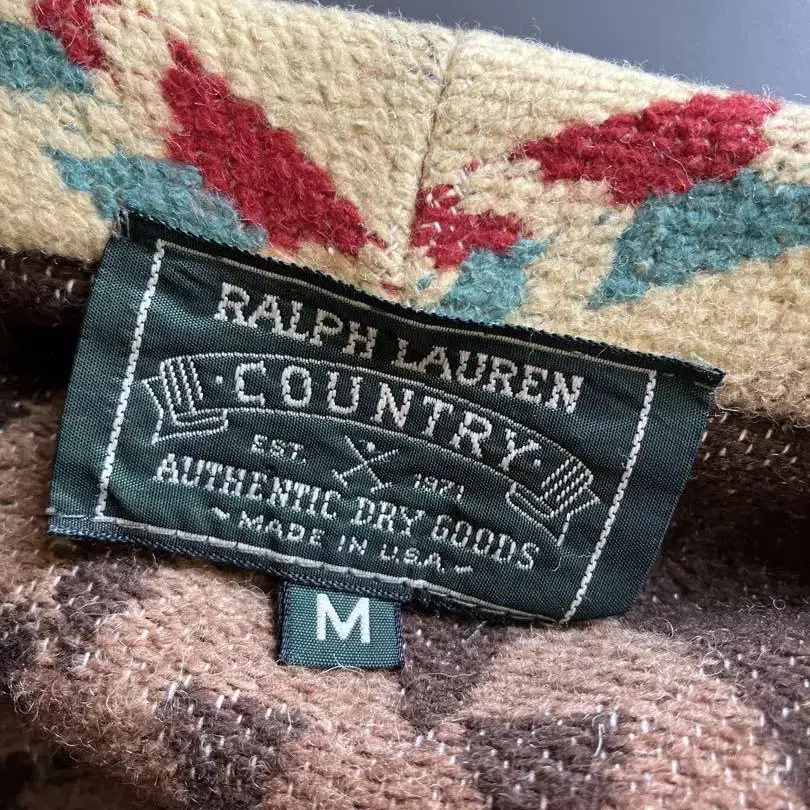 RALPH LAUREN
·COUNTRY·
EST. 1971
AUTHENTIC DRY GOODS
~MADE IN U.S.A.~
M